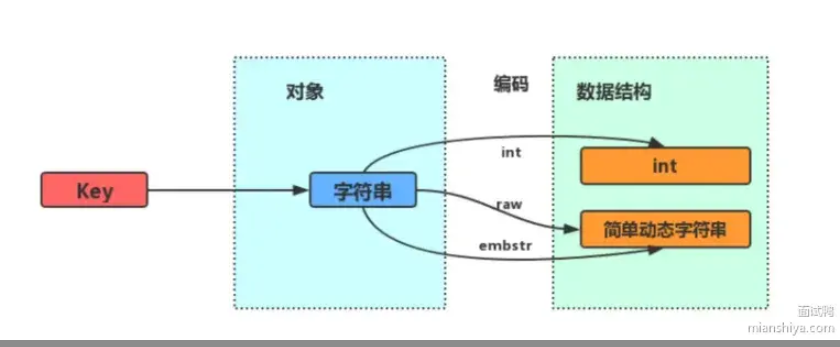 对象
编码
数据结构
int
int
Key
字符串
raw
简单动态字符串
embstr
面试鸭
mianshiya.com